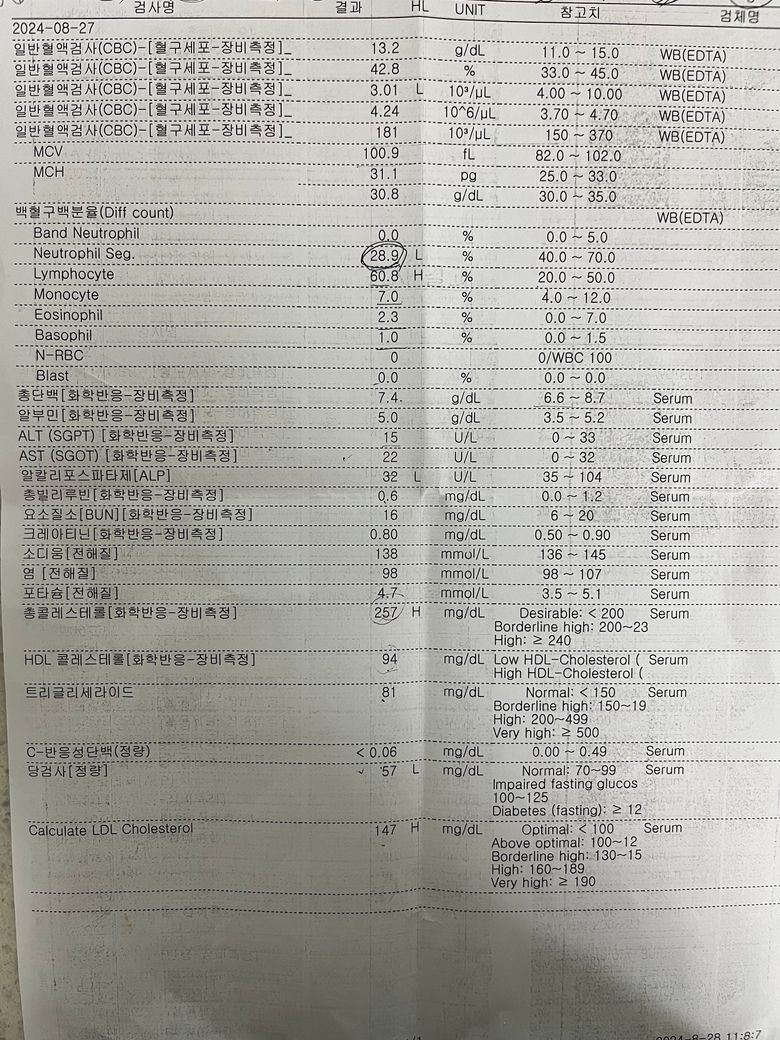 검사명 결과 HL UNIT 참고치 검체명
2024-08-27
일반혈액검사(CBC)-[혈구세포-장비측정]_ 13.2 g/dL 11.0 ~ 15.0 WB(EDTA)
일반혈액검사(CBC)-[혈구세포-장비측정]_ 42.8 % 33.0 ~ 45.0 WB(EDTA)
일반혈액검사(CBC)-[혈구세포-장비측정]_ 3.01 L 10³/μL 4.00 ~ 10.00 WB(EDTA)
일반혈액검사(CBC)-[혈구세포-장비측정]_ 4.24 10^6/μL 3.70 ~ 4.70 WB(EDTA)
일반혈액검사(CBC)-[혈구세포-장비측정]_ 181 10³/μL 150 ~ 370 WB(EDTA)
MCV 100.9 fL 82.0 ~ 102.0
MCH 31.1 pg 25.0 ~ 33.0
30.8 g/dL 30.0 ~ 35.0
백혈구백분율(Diff count) WB(EDTA)
Band Neutrophil 0.0 % 0.0 ~ 5.0
Neutrophil Seg. 28.9 L % 40.0 ~ 70.0
Lymphocyte 60.8 H % 20.0 ~ 50.0
Monocyte 7.0 % 4.0 ~ 12.0
Eosinophil 2.3 % 0.0 ~ 7.0
Basophil 1.0 % 0.0 ~ 1.5
N-RBC 0 0/WBC 100
Blast 0.0 % 0.0 ~ 0.0
총단백[화학반응-장비측정] 7.4 g/dL 6.6 ~ 8.7 Serum
알부민[화학반응-장비측정] 5.0 g/dL 3.5 ~ 5.2 Serum
ALT (SGPT) [화학반응-장비측정] 15 U/L 0 ~ 33 Serum
AST (SGOT) [화학반응-장비측정] 22 U/L 0 ~ 32 Serum
알칼리포스파타제[ALP] 32 L U/L 35 ~ 104 Serum
총빌리루빈[화학반응-장비측정] 0.6 mg/dL 0.0 ~ 1.2 Serum
요소질소[BUN][화학반응-장비측정] 16 mg/dL 6 ~ 20 Serum
크레아티닌[화학반응-장비측정] 0.80 mg/dL 0.50 ~ 0.90 Serum
소디움[전해질] 138 mmol/L 136 ~ 145 Serum
염 [전해질] 98 mmol/L 98 ~ 107 Serum
포타슘[전해질] 4.7 mmol/L 3.5 ~ 5.1 Serum
총콜레스테롤[화학반응-장비측정] 257 H mg/dL Desirable: < 200 Serum
Borderline high: 200~23
High: ≥ 240
HDL 콜레스테롤[화학반응-장비측정] 94 mg/dL Low HDL-Cholesterol ( Serum
High HDL-Cholesterol (
트리글리세라이드 81 mg/dL Normal: < 150 Serum
Borderline high: 150~19
High: 200~499
Very high: ≥ 500
C-반응성단백(정량) < 0.06 mg/dL 0.00 ~ 0.49 Serum
당검사[정량] 57 L mg/dL Normal: 70~99 Serum
Impaired fasting glucos
100~125
Diabetes (fasting): ≥ 12
Calculate LDL Cholesterol 147 H mg/dL Optimal: < 100 Serum
Above optimal: 100~12
Borderline high: 130~15
High: 160~189
Very high: ≥ 190
2024-8-28 11:8:7